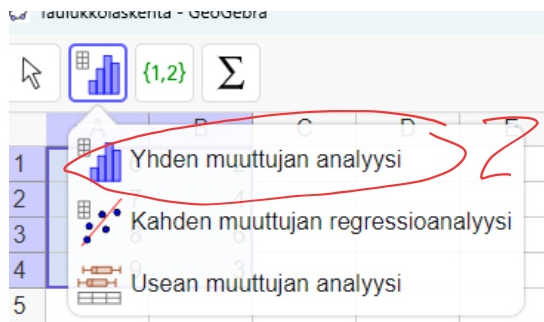 Taulukkolaskenta - GeoGebra
{1,2} Σ
A B C D E
1
Yhden muuttujan analyysi ?
2
Kahden muuttujan regressioanalyysi
3
4
Usean muuttujan analyysi
5